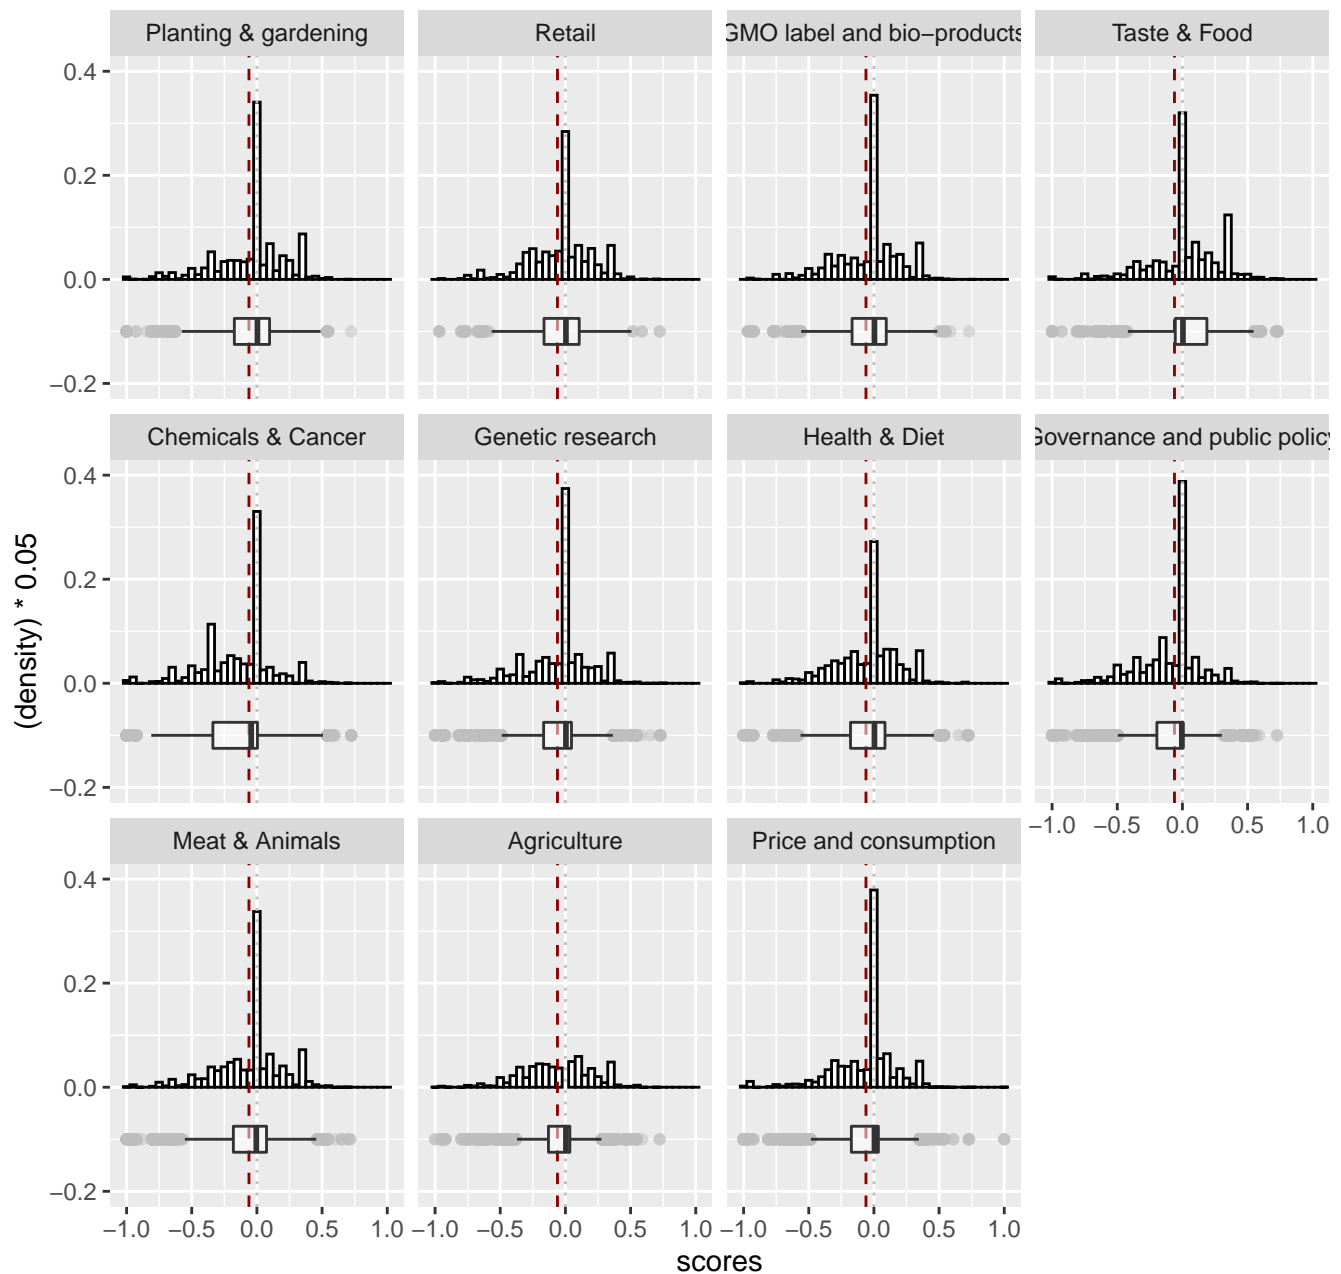 Planting & gardening
Retail
GMO label and bio−products
Taste & Food
0.4
0.2
0.0
−0.2
Chemicals & Cancer
Genetic research
Health & Diet
Governance and public policy
0.4
0.2
0.0
−0.2
−1.0 −0.5 0.0 0.5 1.0
Meat & Animals
Agriculture
Price and consumption
0.4
0.2
0.0
−0.2
−1.0 −0.5 0.0 0.5 1.0
−1.0 −0.5 0.0 0.5 1.0
−1.0 −0.5 0.0 0.5 1.0
scores
(density) * 0.05